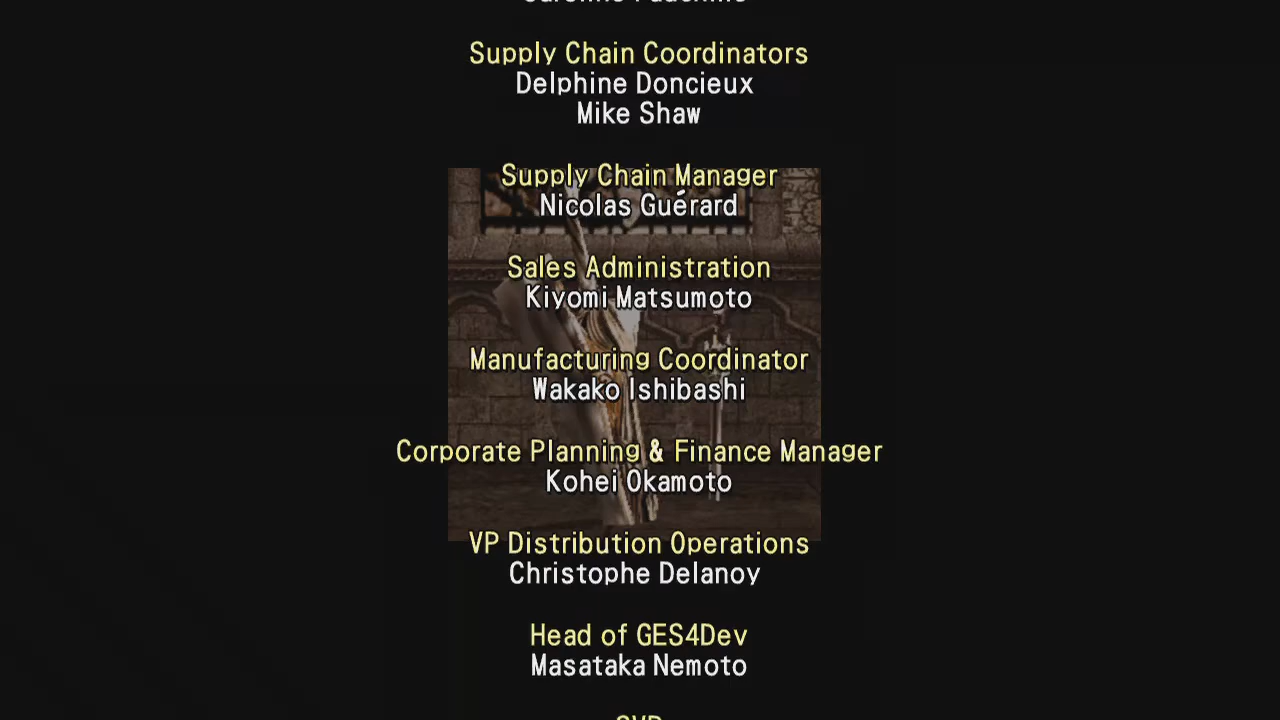 Supply Chain Coordinators
Delphine Doncieux
Mike Shaw
Supply Chain Manager
Nicolas Guérard
Sales Administration
Kiyomi Matsumoto
Manufacturing Coordinator
Wakako Ishibashi
Corporate Planning & Finance Manager
Kohei Okamoto
VP Distribution Operations
Christophe Delanoy
Head of GES4Dev
Masataka Nemoto